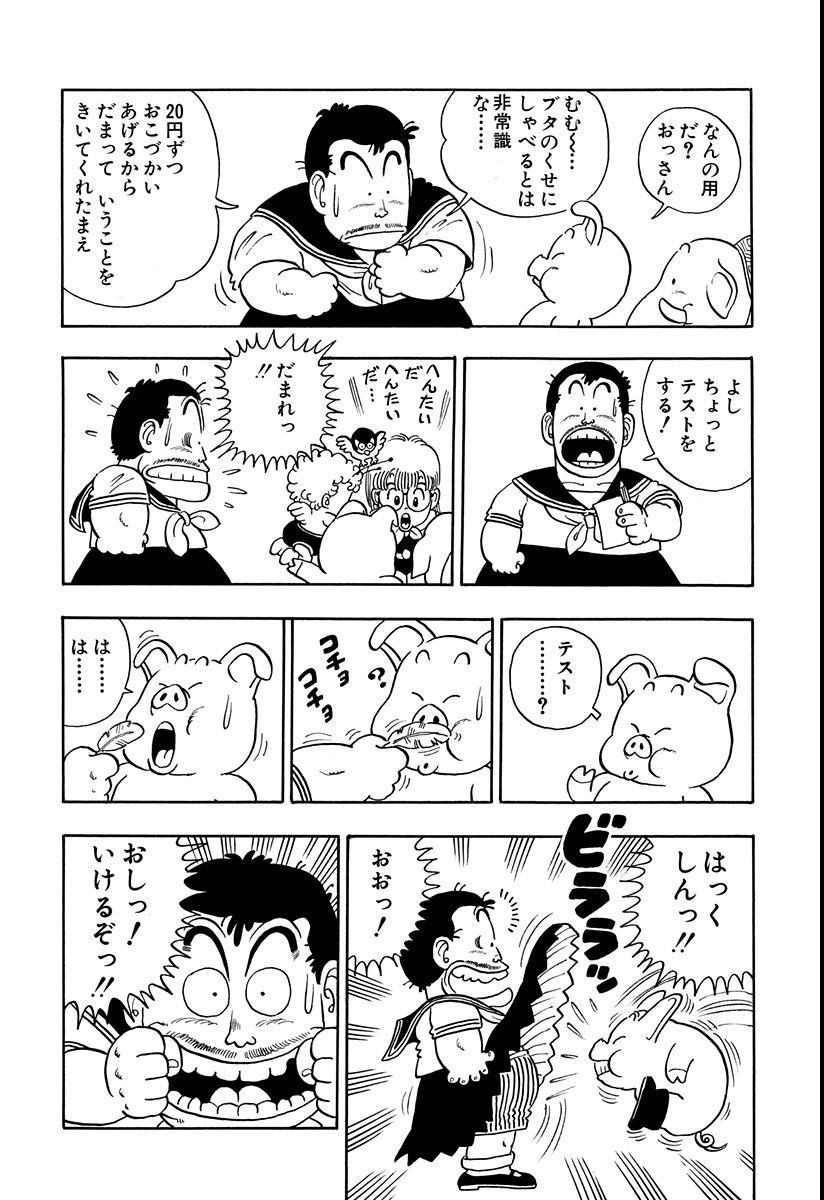 なんの用
だ?
おっさん
むむ～……
ブタのくせに
しゃべるとは
非常識
な……
20円ずつ
おこづかい
あげるから
だまって いうことを
きいてくれたまえ
よし
ちょっと
テストを
する!
へんたい
だ
へんたい
だ…
だまれっ
!!
テスト
………?
?
コチョ
コチョ
は……
は……
はっく
しんっ!!
ビララッ
おおっ!
おしっ!
いけるぞっ!!